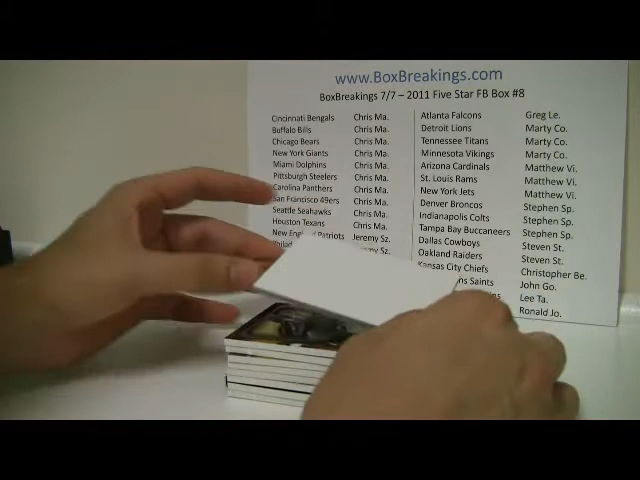 www.BoxBreakings.com
BoxBreakings 7/7 – 2011 Five Star FB Box #8
Cincinnati Bengals Chris Ma.
Buffalo Bills Chris Ma.
Chicago Bears Chris Ma.
New York Giants Chris Ma.
Miami Dolphins Chris Ma.
Pittsburgh Steelers Chris Ma.
Carolina Panthers Chris Ma.
San Francisco 49ers Chris Ma.
Seattle Seahawks Chris Ma.
Houston Texans Chris Ma.
New England Patriots Jeremy Sz.
Philad Sz.
Atlanta Falcons Greg Le.
Detroit Lions Marty Co.
Tennessee Titans Marty Co.
Minnesota Vikings Marty Co.
Arizona Cardinals Matthew Vi.
St. Louis Rams Matthew Vi.
New York Jets Matthew Vi.
Denver Broncos Stephen Sp.
Indianapolis Colts Stephen Sp.
Tampa Bay Buccaneers Stephen Sp.
Dallas Cowboys Steven St.
Oakland Raiders Steven St.
Kansas City Chiefs Christopher Be.
ns Saints John Go.
Lee Ta.
Ronald Jo.